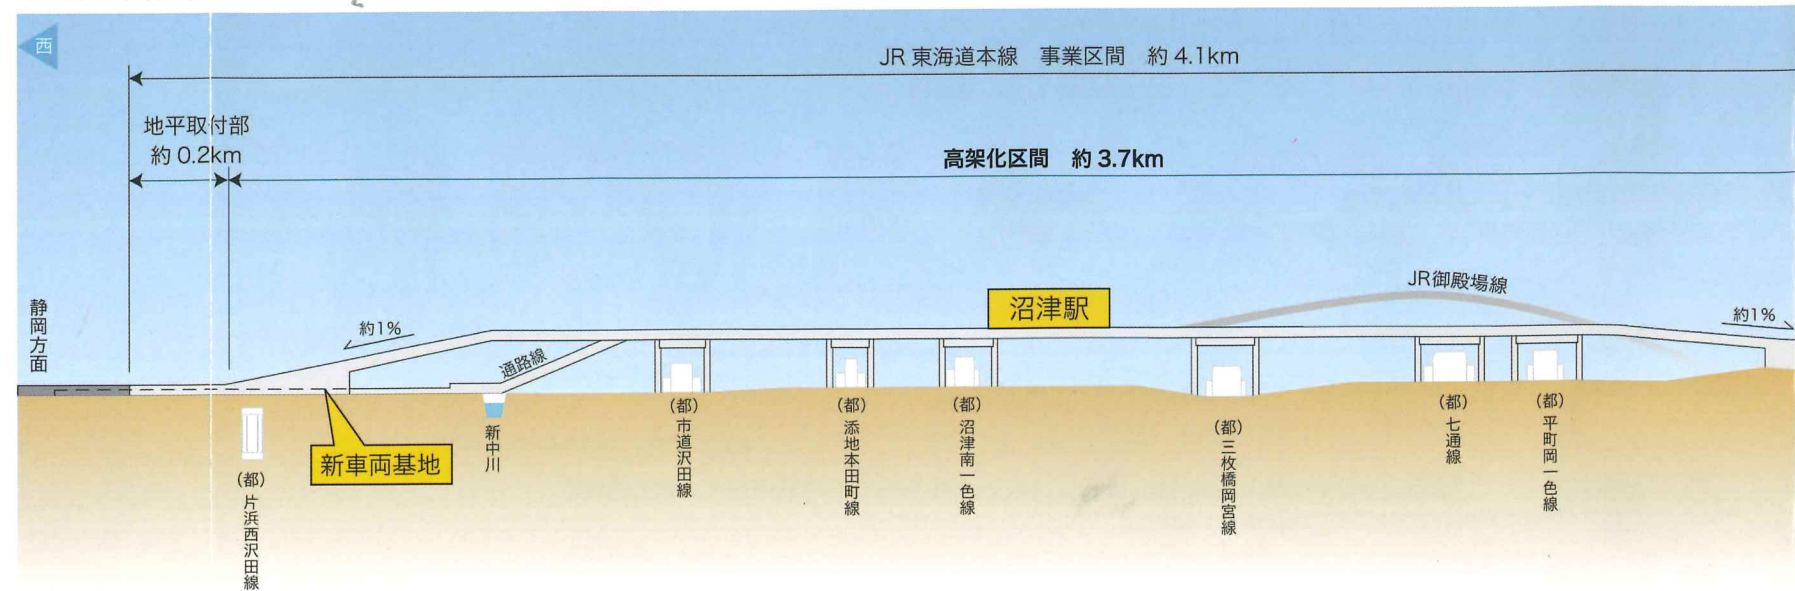 西
JR 東海道本線 事業区間 約 4.1km
地平取付部
約 0.2km
高架化区間 約 3.7km
静岡方面
約1%
通路線
沼津駅
JR御殿場線
約1%
新車両基地
(都)片浜西沢田線
新中川
(都)市道沢田線
(都)添地本田町線
(都)沼津南一色線
(都)三枚橋岡宮線
(都)七通線
(都)平町岡一色線